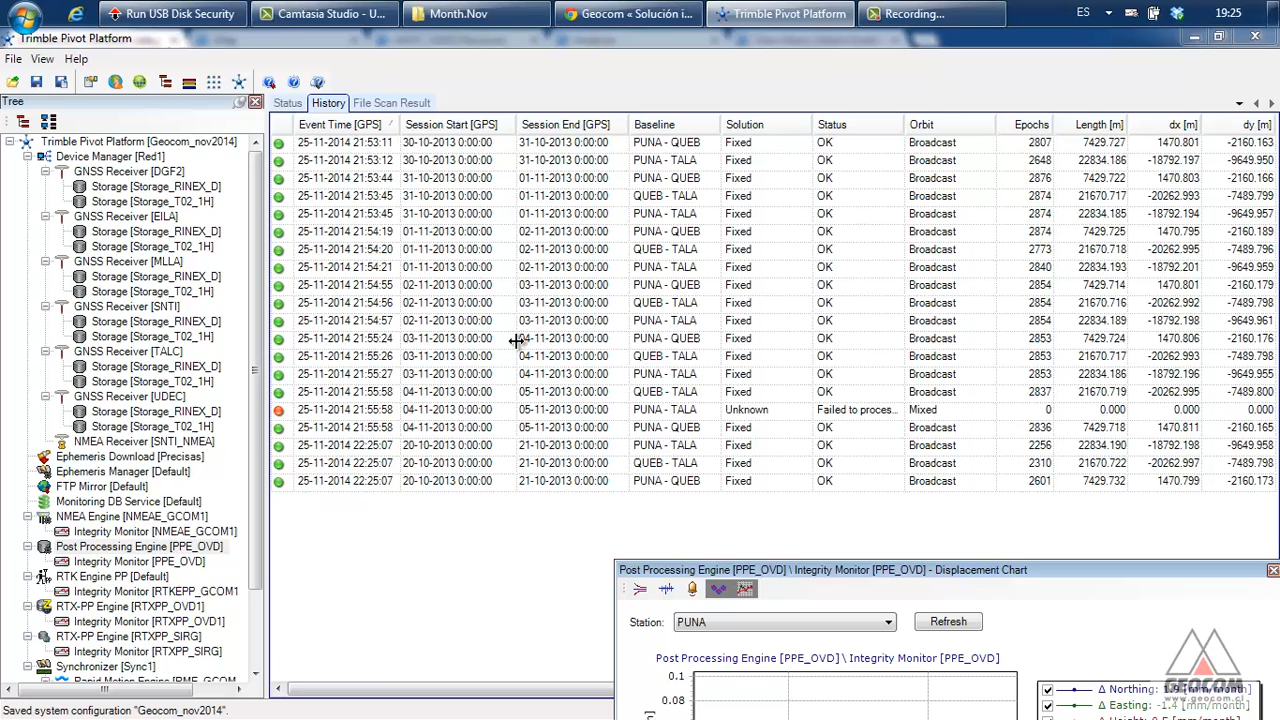 Run USB Disk Security
Camtasia Studio - U...
Month.Nov
Geocom « Solución i...
Trimble Pivot Platform
Recording...
ES
19:25
Trimble Pivot Platform
File View Help
Tree
Status History File Scan Result
Trimble Pivot Platform [Geocom_nov2014]
Device Manager [Red1]
GNSS Receiver [DGF2]
Storage [Storage_RINEX_D]
Storage [Storage_T02_1H]
GNSS Receiver [EILA]
Storage [Storage_RINEX_D]
Storage [Storage_T02_1H]
GNSS Receiver [MLLA]
Storage [Storage_RINEX_D]
Storage [Storage_T02_1H]
GNSS Receiver [SNTI]
Storage [Storage_RINEX_D]
Storage [Storage_T02_1H]
GNSS Receiver [TALC]
Storage [Storage_RINEX_D]
Storage [Storage_T02_1H]
GNSS Receiver [UDEC]
Storage [Storage_RINEX_D]
Storage [Storage_T02_1H]
NMEA Receiver [SNTI_NMEA]
Ephemeris Download [Precisas]
Ephemeris Manager [Default]
FTP Mirror [Default]
Monitoring DB Service [Default]
NMEA Engine [NMEAE_GCOM1]
Integrity Monitor [NMEAE_GCOM1]
Post Processing Engine [PPE_OVD]
Integrity Monitor [PPE_OVD]
RTK Engine PP [Default]
Integrity Monitor [RTKEPP_GCOM1
RTX-PP Engine [RTXPP_OVD1]
Integrity Monitor [RTXPP_OVD1]
RTX-PP Engine [RTXPP_SIRG]
Integrity Monitor [RTXPP_SIRG]
Synchronizer [Sync1]
Rapid Motion Engine [RME_GCOM
Event Time [GPS] Session Start [GPS] Session End [GPS] Baseline Solution Status Orbit Epochs Length [m] dx [m] dy [m]
25-11-2014 21:53:11 30-10-2013 0:00:00 31-10-2013 0:00:00 PUNA - QUEB Fixed OK Broadcast 2807 7429.727 1470.801 -2160.163
25-11-2014 21:53:12 30-10-2013 0:00:00 31-10-2013 0:00:00 PUNA - TALA Fixed OK Broadcast 2648 22834.186 -18792.197 -9649.950
25-11-2014 21:53:44 31-10-2013 0:00:00 01-11-2013 0:00:00 PUNA - QUEB Fixed OK Broadcast 2876 7429.722 1470.803 -2160.166
25-11-2014 21:53:45 31-10-2013 0:00:00 01-11-2013 0:00:00 QUEB - TALA Fixed OK Broadcast 2874 21670.717 -20262.993 -7489.799
25-11-2014 21:53:45 31-10-2013 0:00:00 01-11-2013 0:00:00 PUNA - TALA Fixed OK Broadcast 2874 22834.185 -18792.194 -9649.957
25-11-2014 21:54:19 01-11-2013 0:00:00 02-11-2013 0:00:00 PUNA - QUEB Fixed OK Broadcast 2874 7429.725 1470.795 -2160.189
25-11-2014 21:54:20 01-11-2013 0:00:00 02-11-2013 0:00:00 QUEB - TALA Fixed OK Broadcast 2773 21670.718 -20262.995 -7489.796
25-11-2014 21:54:21 01-11-2013 0:00:00 02-11-2013 0:00:00 PUNA - TALA Fixed OK Broadcast 2840 22834.193 -18792.201 -9649.959
25-11-2014 21:54:55 02-11-2013 0:00:00 03-11-2013 0:00:00 PUNA - QUEB Fixed OK Broadcast 2854 7429.714 1470.801 -2160.179
25-11-2014 21:54:56 02-11-2013 0:00:00 03-11-2013 0:00:00 QUEB - TALA Fixed OK Broadcast 2854 21670.716 -20262.992 -7489.798
25-11-2014 21:54:57 02-11-2013 0:00:00 03-11-2013 0:00:00 PUNA - TALA Fixed OK Broadcast 2854 22834.192 -18792.198 -9649.961
25-11-2014 21:55:24 03-11-2013 0:00:00 04-11-2013 0:00:00 PUNA - QUEB Fixed OK Broadcast 2853 7429.724 1470.806 -2160.176
25-11-2014 21:55:26 03-11-2013 0:00:00 04-11-2013 0:00:00 QUEB - TALA Fixed OK Broadcast 2853 21670.717 -20262.991 -7489.798
25-11-2014 21:55:27 03-11-2013 0:00:00 04-11-2013 0:00:00 PUNA - TALA Fixed OK Broadcast 2853 22834.186 -18792.193 -9649.955
25-11-2014 21:55:58 04-11-2013 0:00:00 05-11-2013 0:00:00 QUEB - TALA Fixed OK Broadcast 2837 21670.719 -20262.993 -7489.800
25-11-2014 21:55:58 04-11-2013 0:00:00 05-11-2013 0:00:00 PUNA - TALA Unknown Failed to proces... Mixed 0 0.000 0.000 0.000
25-11-2014 21:55:58 04-11-2013 0:00:00 05-11-2013 0:00:00 PUNA - QUEB Fixed OK Broadcast 2836 7429.718 1470.811 -2160.165
25-11-2014 22:25:07 20-10-2013 0:00:00 21-10-2013 0:00:00 PUNA - TALA Fixed OK Broadcast 2256 22834.190 -18792.198 -9649.958
25-11-2014 22:25:07 20-10-2013 0:00:00 21-10-2013 0:00:00 QUEB - TALA Fixed OK Broadcast 2310 21670.722 -20262.997 -7489.798
25-11-2014 22:25:07 20-10-2013 0:00:00 21-10-2013 0:00:00 PUNA - QUEB Fixed OK Broadcast 2601 7429.732 1470.799 -2160.173
Post Processing Engine [PPE_OVD] \ Integrity Monitor [PPE_OVD] - Displacement Chart
Station: PUNA Refresh
Post Processing Engine [PPE_OVD] \ Integrity Monitor [PPE_OVD]
0.1
0.08
Δ Northing: 1.9 [mm/month]
Δ Easting: -1.4 [mm/month]
GEOCOM
www.geocom.cl
Saved system configuration "Geocom_nov2014".